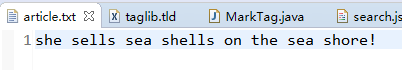 article.txt taglib.tld MarkTag.java search.js
1 she sells sea shells on the sea shore!